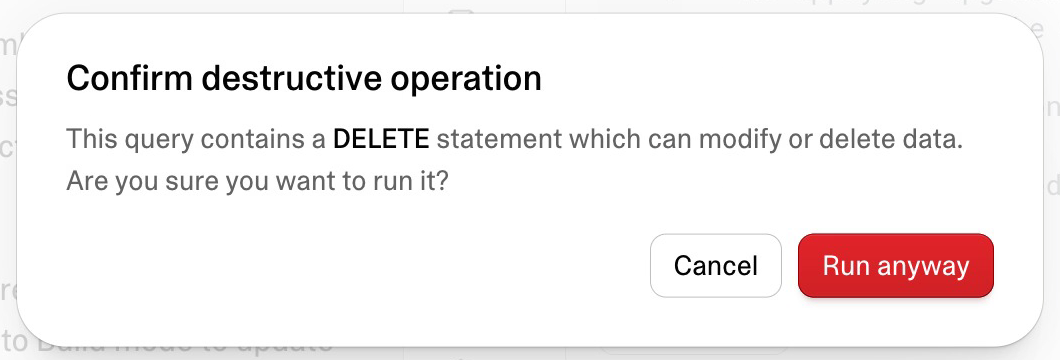 Confirm destructive operation
This query contains a DELETE statement which can modify or delete data.
Are you sure you want to run it?
Cancel
Run anyway